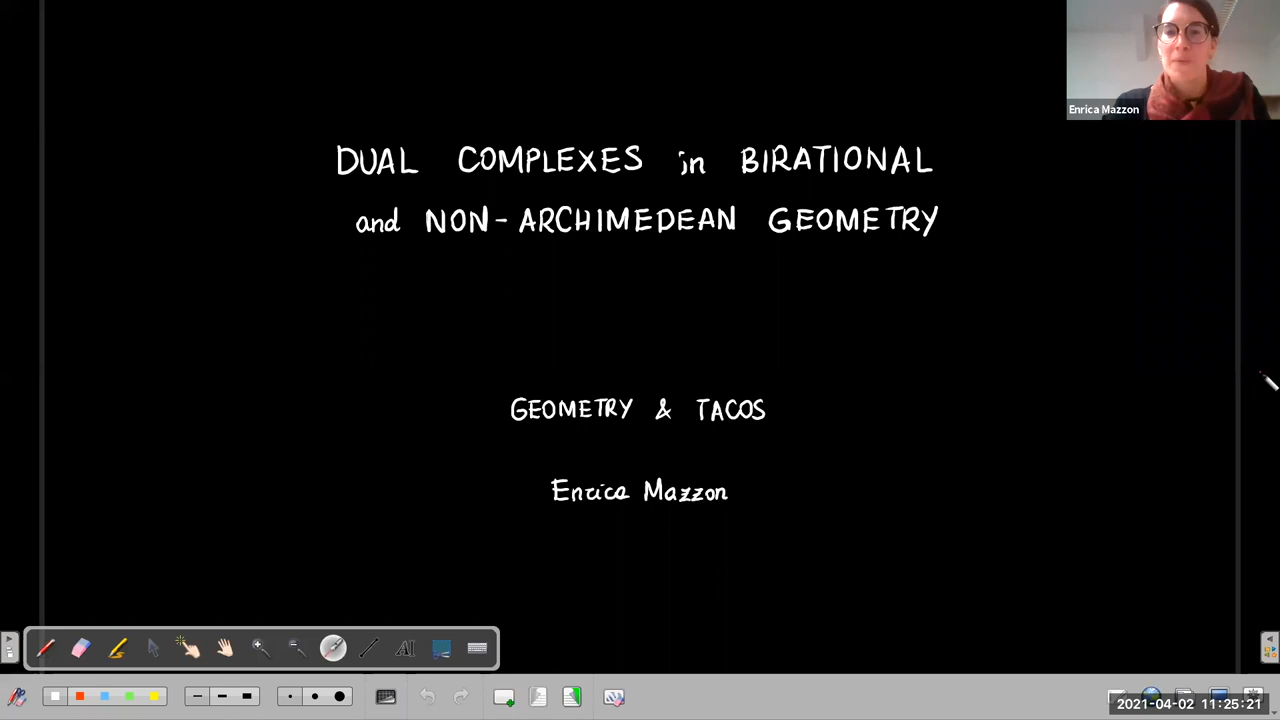 Enrica Mazzon
DUAL COMPLEXES in BIRATIONAL
and NON-ARCHIMEDEAN GEOMETRY
GEOMETRY & TACOS
Enrica Mazzon
AI
2021-04-02 11:25:21